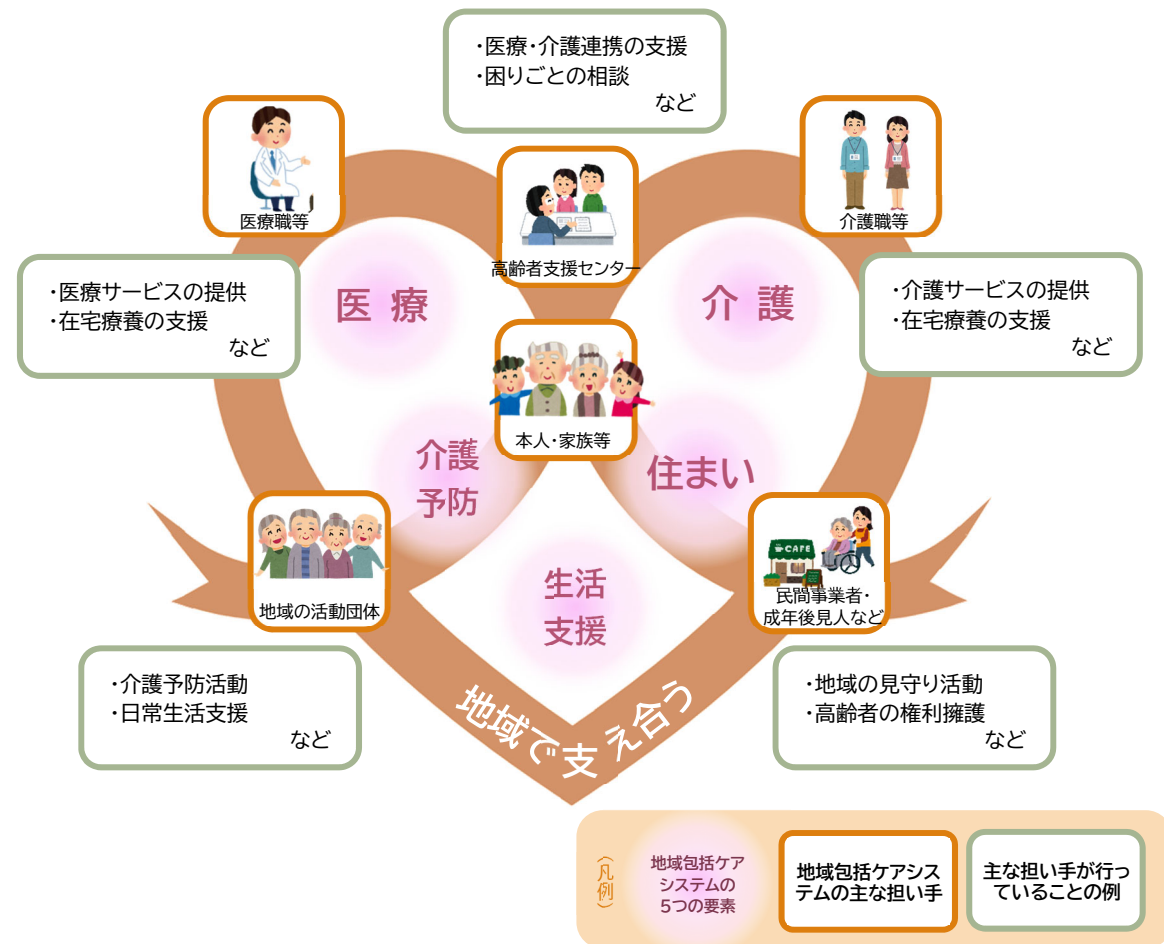 ・医療・介護連携の支援
・困りごとの相談
など
医療職等
高齢者支援センター
介護職等
・医療サービスの提供
・在宅療養の支援
など
医療
介護
・介護サービスの提供
・在宅療養の支援
など
本人・家族等
介護
予防
住まい
地域の活動団体
生活
支援
CAFE
民間事業者・
成年後見人など
・介護予防活動
・日常生活支援
など
地域で支え合う
・地域の見守り活動
・高齢者の権利擁護
など
（凡例）
地域包括ケア
システムの
5つの要素
地域包括ケアシス
テムの主な担い手
主な担い手が行っ
ていることの例